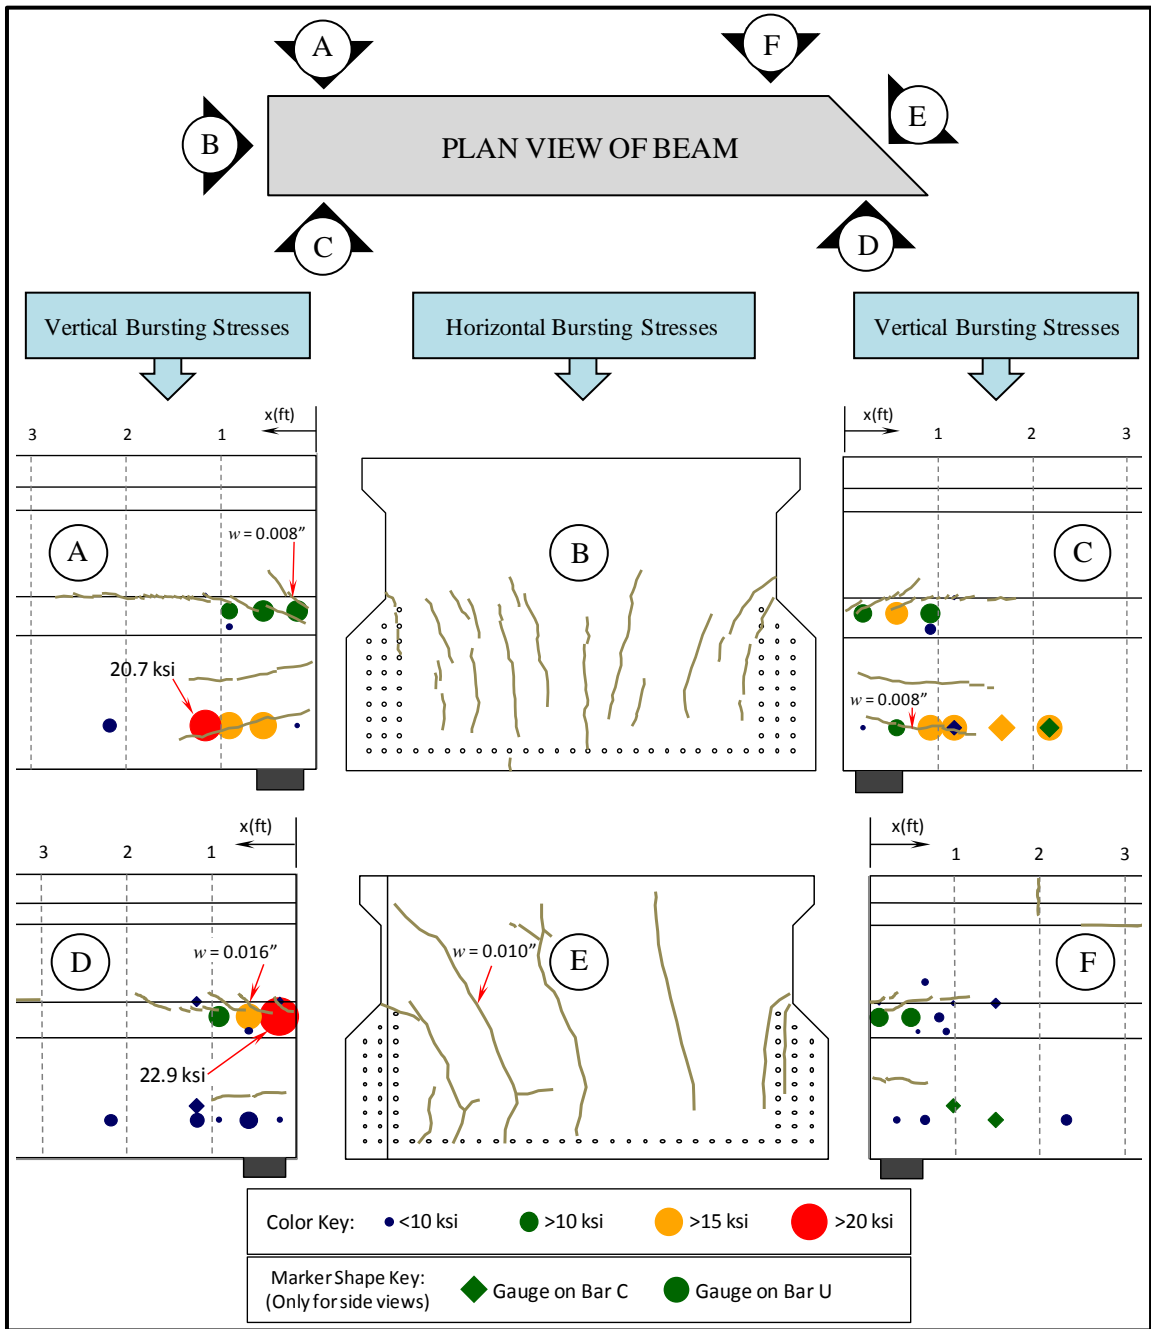 A
F
B
E
PLAN VIEW OF BEAM
C
D
Vertical Bursting Stresses
Horizontal Bursting Stresses
Vertical Bursting Stresses
x(ft)
3
2
1
x(ft)
1
2
3
w = 0.008”
A
B
C
20.7 ksi
w = 0.008”
x(ft)
3
2
1
x(ft)
1
2
3
w = 0.016”
D
w = 0.010”
E
F
22.9 ksi
Color Key:
<10 ksi
>10 ksi
>15 ksi
>20 ksi
Marker Shape Key:
(Only for side views)
Gauge on Bar C
Gauge on Bar U